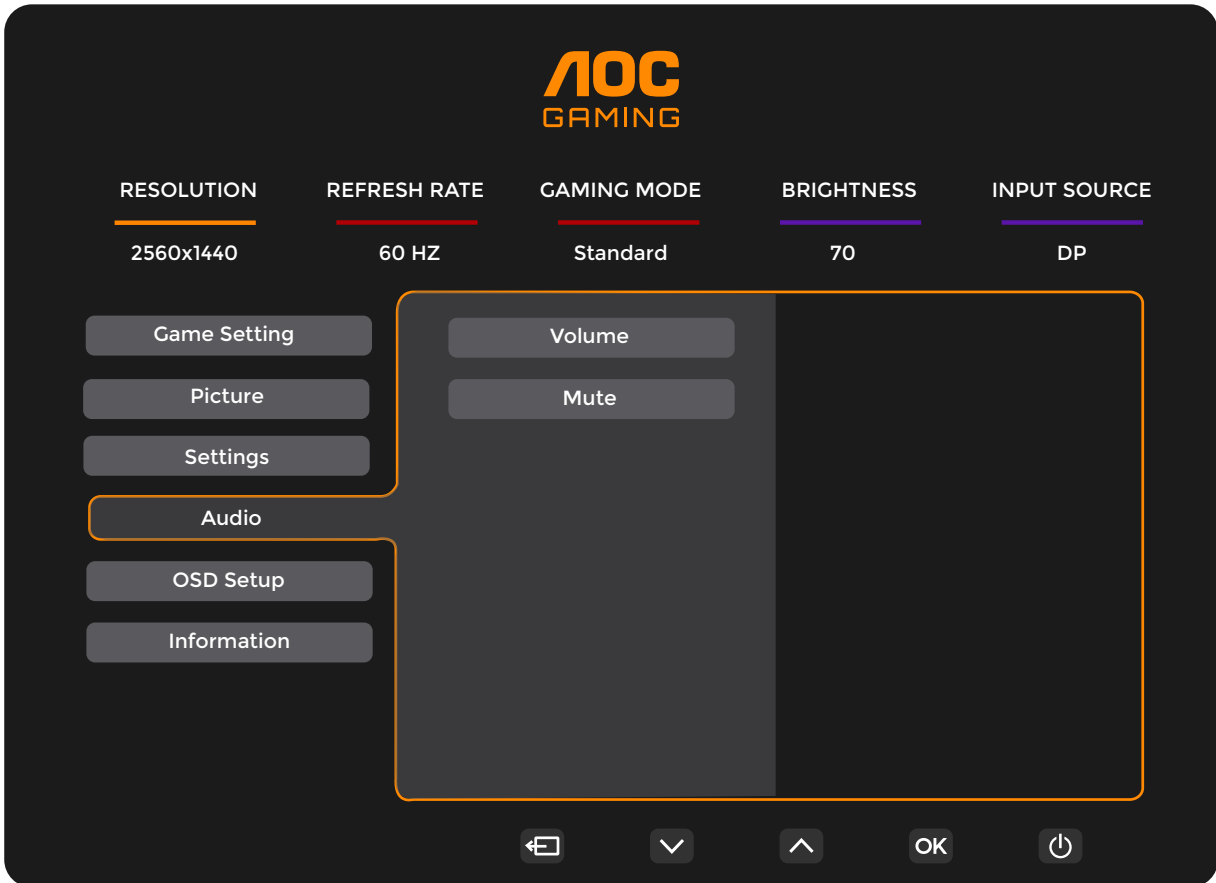 AOC
GAMING
RESOLUTION REFRESH RATE GAMING MODE BRIGHTNESS INPUT SOURCE
2560x1440 60 HZ Standard 70 DP
Game Setting
Volume
Picture
Mute
Settings
Audio
OSD Setup
Information
OK